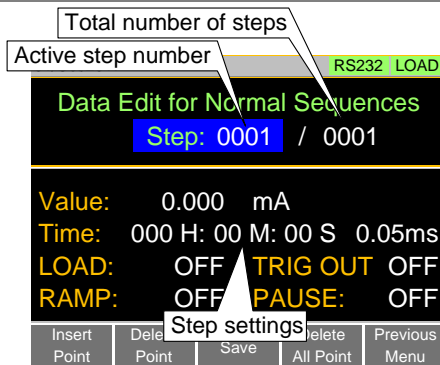 Total number of steps
Active step number
RS232 LOAD
Data Edit for Normal Sequences
Step: 0001 / 0001
Value: 0.000 mA
Time: 000 H: 00 M: 00 S 0.05ms
LOAD: OFF TRIG OUT OFF
RAMP: OFF PAUSE: OFF
Step settings
Insert Point
Point
Save
Delete All Point
Previous Menu